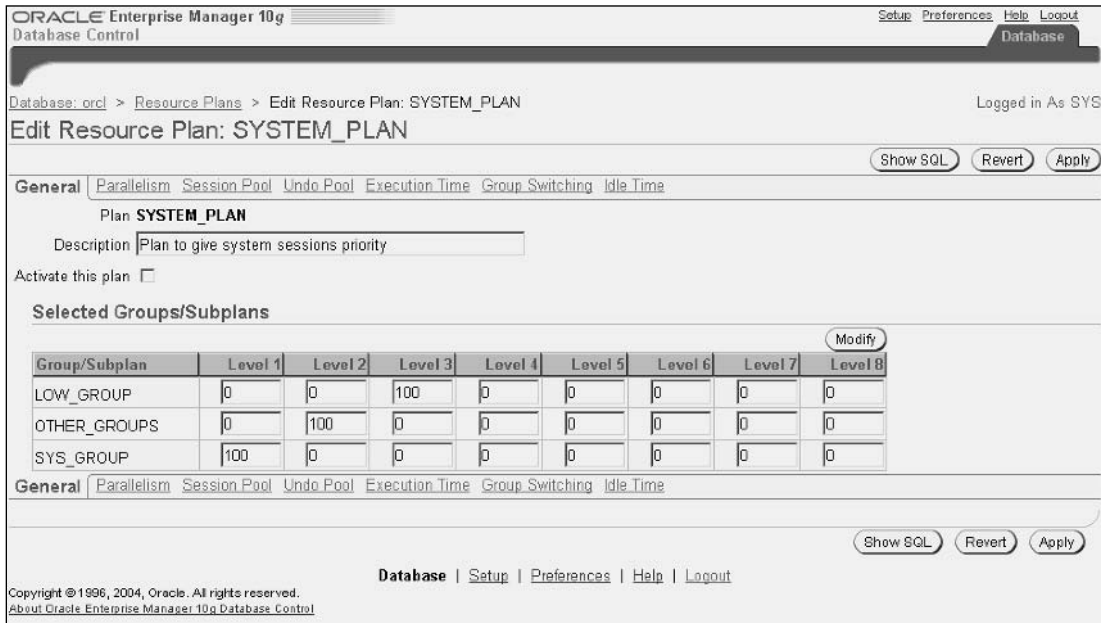 ORACLE Enterprise Manager 10g
Database Control
Setup Preferences Help Logout
Database
Database: orcl > Resource Plans > Edit Resource Plan: SYSTEM_PLAN
Logged in As SYS
Edit Resource Plan: SYSTEM_PLAN
Show SQL Revert Apply
General Parallelism Session Pool Undo Pool Execution Time Group Switching Idle Time
Plan SYSTEM_PLAN
Description Plan to give system sessions priority
Activate this plan
Selected Groups/Subplans
Modify
Group/Subplan Level 1 Level 2 Level 3 Level 4 Level 5 Level 6 Level 7 Level 8
LOW_GROUP 0 0 100 0 0 0 0 0
OTHER_GROUPS 0 100 0 0 0 0 0 0
SYS_GROUP 100 0 0 0 0 0 0 0
General Parallelism Session Pool Undo Pool Execution Time Group Switching Idle Time
Show SQL Revert Apply
Database | Setup | Preferences | Help | Logout
Copyright © 1996, 2004, Oracle. All rights reserved.
About Oracle Enterprise Manager 10g Database Control